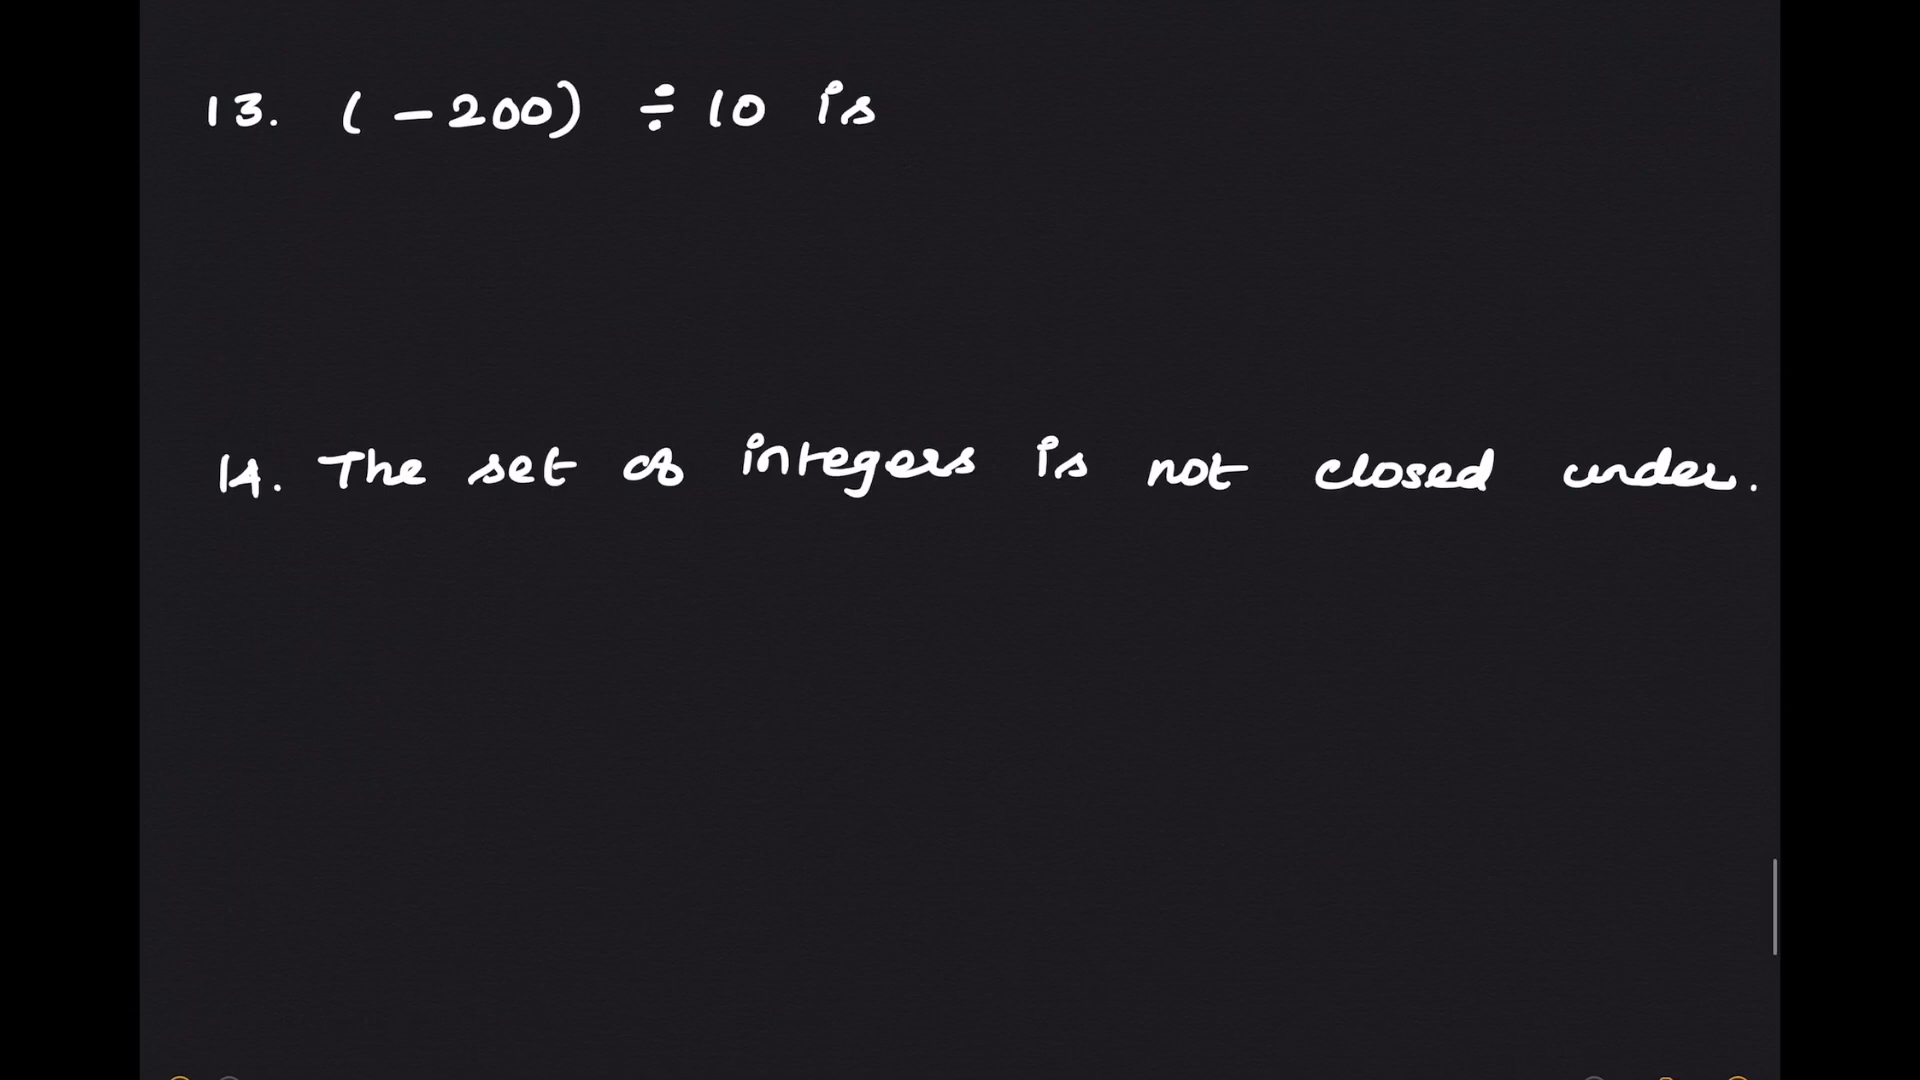 13. (-200) ÷ 10 is
14. The set of integers is not closed under.